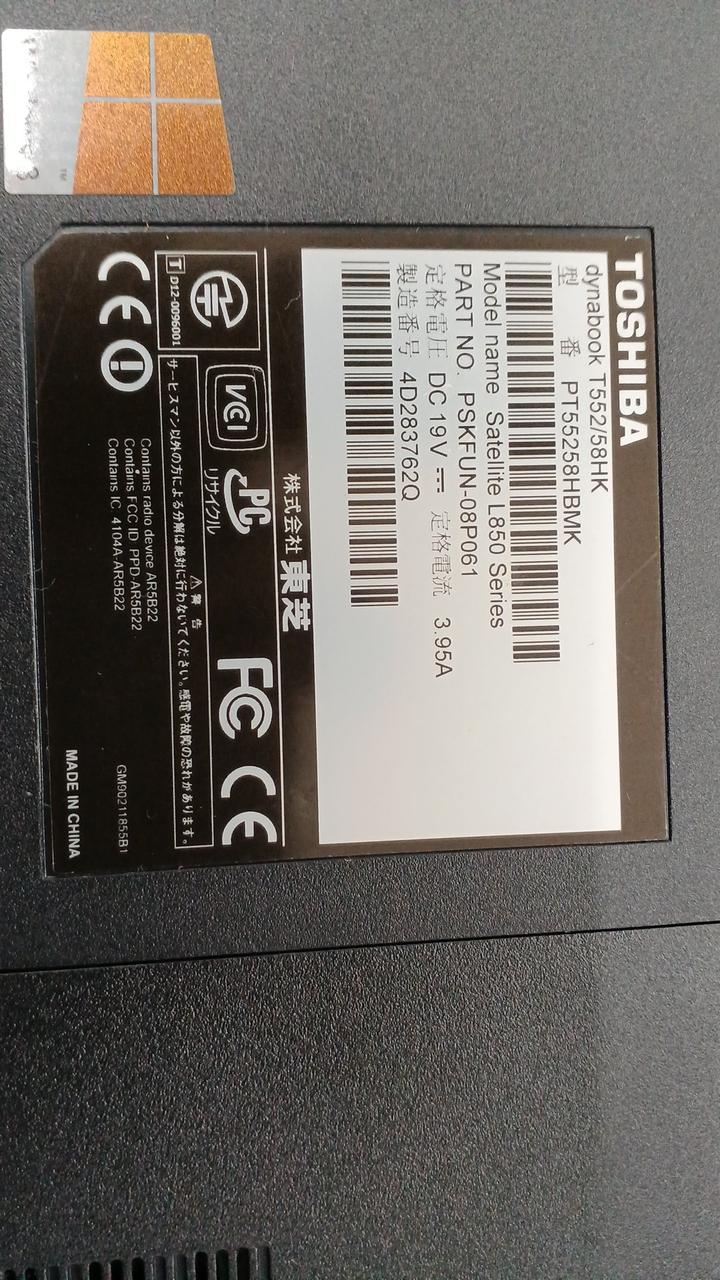 TOSHIBA
dynabook T552/58HK
型 番 PT55258HBMK
Model name Satellite L850 Series
PART NO. PSKFUN-08P061
定格電圧 DC 19V 定格電流 3.95A
製造番号 4D283762Q
株式会社 東芝
VCI
PC
リサイクル
FC CE
T D12-0096001
⚠警 告
サービスマン以外の方による分解は絶対に行わないでください。感電や故障の恐れがあります。
CE
Contains radio device AR5B22
Contains FCC ID PPD-AR5B22
Contains IC 4104A-AR5B22
GM90211855B1
MADE IN CHINA
TM